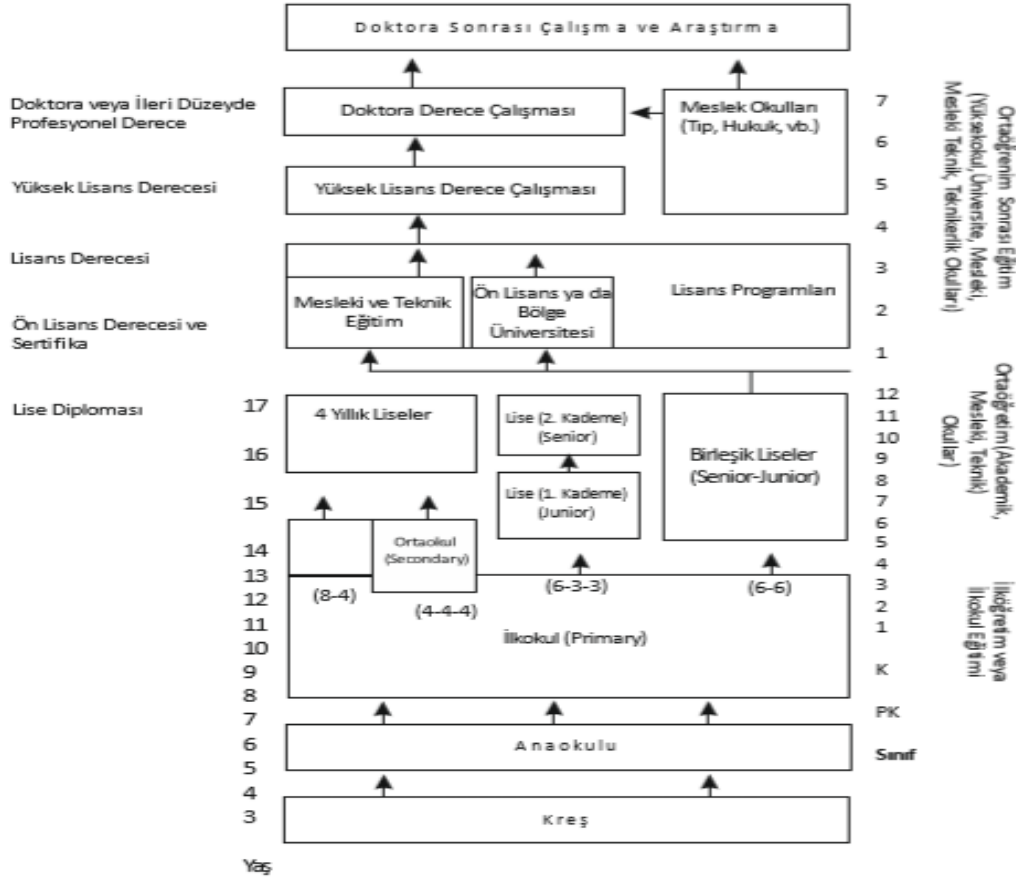 Doktora Sonrası Çalışma ve Araştırma
Doktora veya İleri Düzeyde
Profesyonel Derece
Doktora Derece Çalışması
Meslek Okulları
(Tıp, Hukuk, vb.)
Yüksek Lisans Derecesi
Yüksek Lisans Derece Çalışması
Lisans Derecesi
Ön Lisans Derecesi ve
Sertifika
Mesleki ve Teknik
Eğitim
Ön Lisans ya da
Bölge
Üniversitesi
Lisans Programları
7
6
5
4
3
2
1
Ortaöğrenim Sonrası Eğitim
(Yüksekokul, Üniversite, Mesleki,
Mesleki Teknik, Teknikerlik Okulları)
Lise Diploması
17
16
15
14
13
12
11
10
9
8
7
6
5
4
3
Yaş
4 Yıllık Liseler
Lise (2. Kademe)
(Senior)
Lise (1. Kademe)
(Junior)
Birleşik Liseler
(Senior-Junior)
Ortaokul
(Secondary)
(8-4)
(4-4-4)
(6-3-3)
(6-6)
İlkokul (Primary)
Anaokulu
Kreş
12
11
10
9
8
7
6
5
4
3
2
1
K
PK
Sınıf
Ortaöğretim (Akademik,
Mesleki, Teknik)
Okullar)
İlköğretim veya
İlkokul Eğitimi